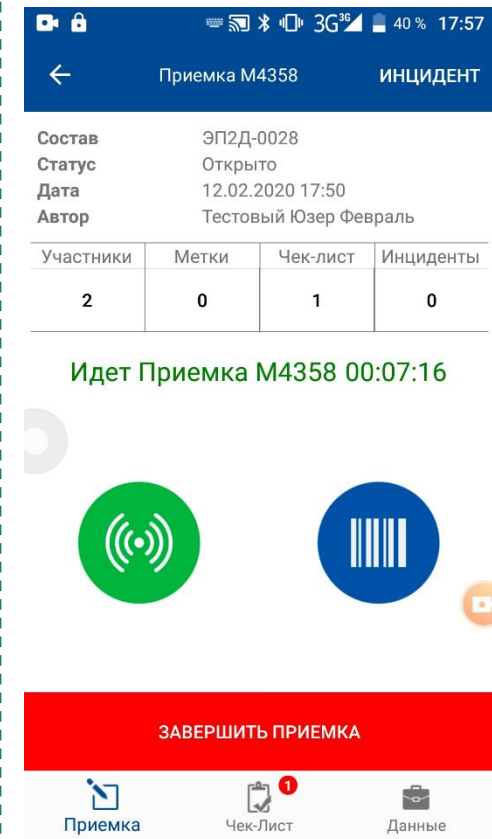 3G 3G 40 % 17:57
Приемка М4358 ИНЦИДЕНТ
Состав ЭП2Д-0028
Статус Открыто
Дата 12.02.2020 17:50
Автор Тестовый Юзер Февраль
Участники Метки Чек-лист Инциденты
2 0 1 0
Идет Приемка М4358 00:07:16
ЗАВЕРШИТЬ ПРИЕМКА
1
Приемка Чек-Лист Данные